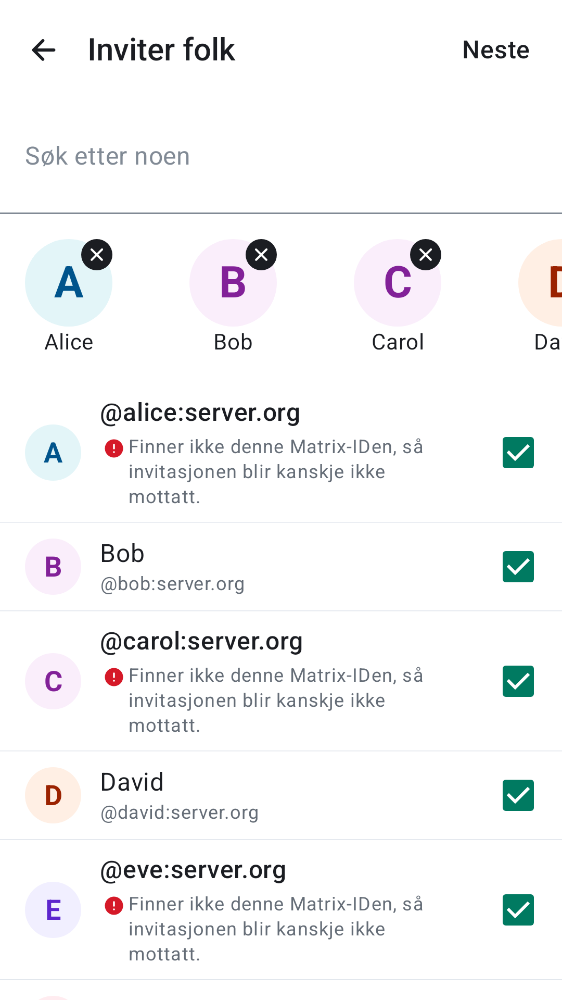 Inviter folk
Neste
Søk etter noen
A
B
C
D
Alice
Bob
Carol
Da
A
@alice:server.org
Finner ikke denne Matrix-IDen, så
invitasjonen blir kanskje ikke
mottatt.
B
Bob
@bob:server.org
C
@carol:server.org
Finner ikke denne Matrix-IDen, så
invitasjonen blir kanskje ikke
mottatt.
D
David
@david:server.org
E
@eve:server.org
Finner ikke denne Matrix-IDen, så
invitasjonen blir kanskje ikke
mottatt.